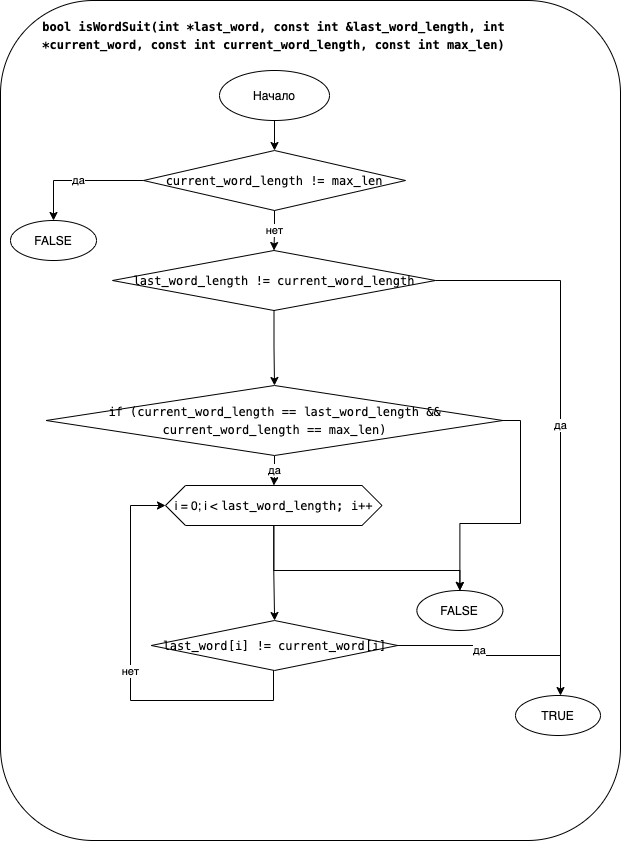 bool isWordSuit(int *last_word, const int &last_word_length, int
*current_word, const int current_word_length, const int max_len)
Начало
current_word_length != max_len
да
FALSE
нет
last_word_length != current_word_length
if (current_word_length == last_word_length &&
current_word_length == max_len)
да
да
i = 0; i < last_word_length; i++
FALSE
last_word[i] != current_word[i]
да
нет
TRUE